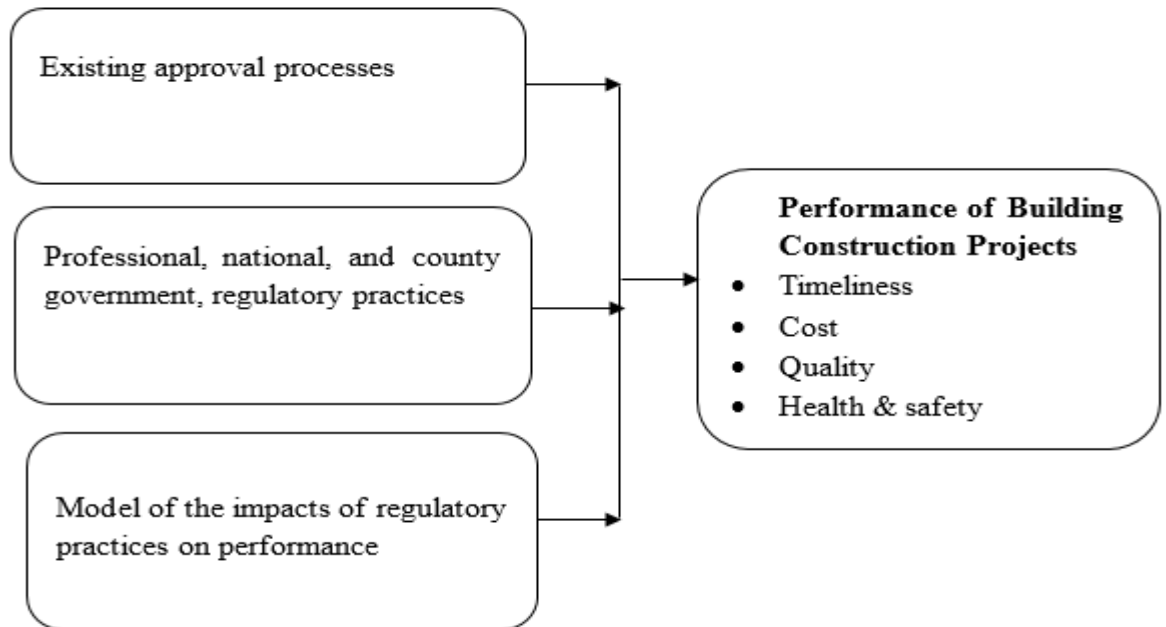 Existing approval processes
Professional, national, and county
government, regulatory practices
Model of the impacts of regulatory
practices on performance
Performance of Building
Construction Projects
• Timeliness
• Cost
• Quality
• Health & safety